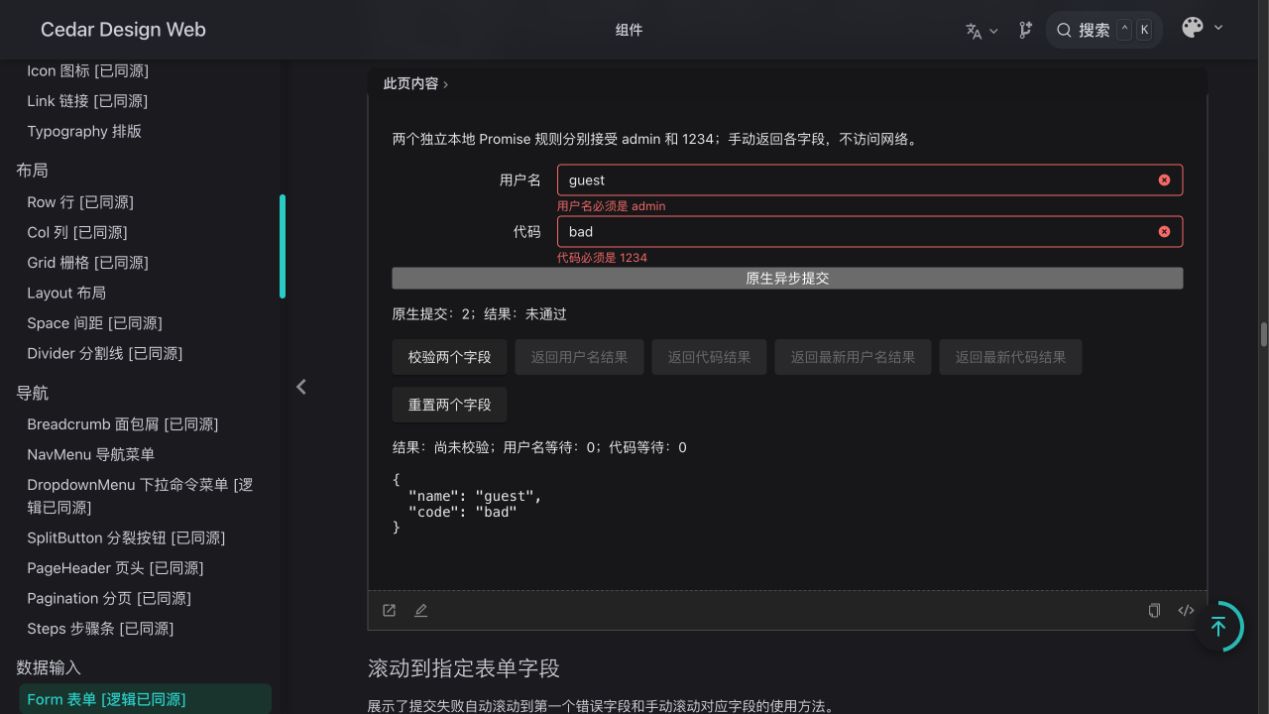 Cedar Design Web
组件
搜索 ^ K
Icon 图标 [已同源]
Link 链接 [已同源]
Typography 排版
布局
Row 行 [已同源]
Col 列 [已同源]
Grid 栅格 [已同源]
Layout 布局
Space 间距 [已同源]
Divider 分割线 [已同源]
导航
Breadcrumb 面包屑 [已同源]
NavMenu 导航菜单
DropdownMenu 下拉命令菜单 [逻
辑已同源]
SplitButton 分裂按钮 [已同源]
PageHeader 页头 [已同源]
Pagination 分页 [已同源]
Steps 步骤条 [已同源]
数据输入
Form 表单 [逻辑已同源]
此页内容 ›
两个独立本地 Promise 规则分别接受 admin 和 1234；手动返回各字段，不访问网络。
用户名 guest
用户名必须是 admin
代码 bad
代码必须是 1234
原生异步提交
原生提交：2；结果：未通过
校验两个字段 返回用户名结果 返回代码结果 返回最新用户名结果 返回最新代码结果
重置两个字段
结果：尚未校验；用户名等待：0；代码等待：0
{
"name": "guest",
"code": "bad"
}
滚动到指定表单字段
展示了提交失败自动滚动到第一个错误字段和手动滚动对应字段的使用方法。